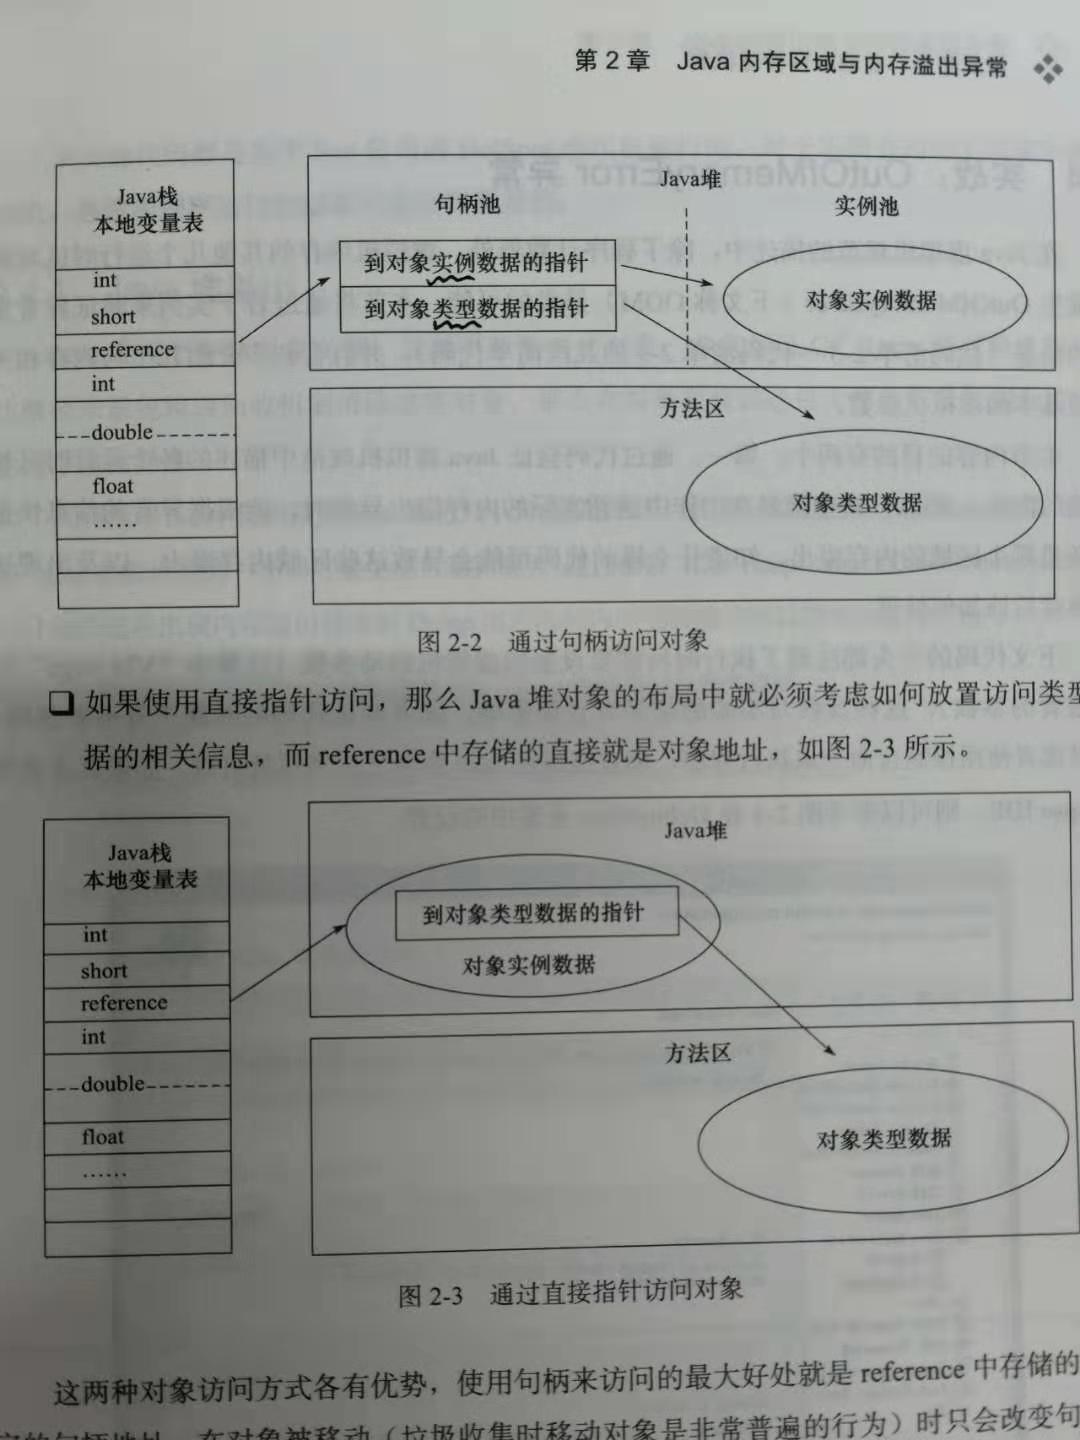 第 2 章 Java 内存区域与内存溢出异常
Java栈
本地变量表
int
short
reference
int
double
float
……
Java堆
句柄池
实例池
到对象实例数据的指针
到对象类型数据的指针
对象实例数据
方法区
对象类型数据
图 2-2 通过句柄访问对象
❑ 如果使用直接指针访问，那么 Java 堆对象的布局中就必须考虑如何放置访问类型
据的相关信息，而 reference 中存储的直接就是对象地址，如图 2-3 所示。
Java栈
本地变量表
int
short
reference
int
double
float
……
Java堆
到对象类型数据的指针
对象实例数据
方法区
对象类型数据
图 2-3 通过直接指针访问对象
这两种对象访问方式各有优势，使用句柄来访问的最大好处就是 reference 中存储的
的句柄地址，在对象被移动（垃圾收集时移动对象是非常普遍的行为）时只会改变句